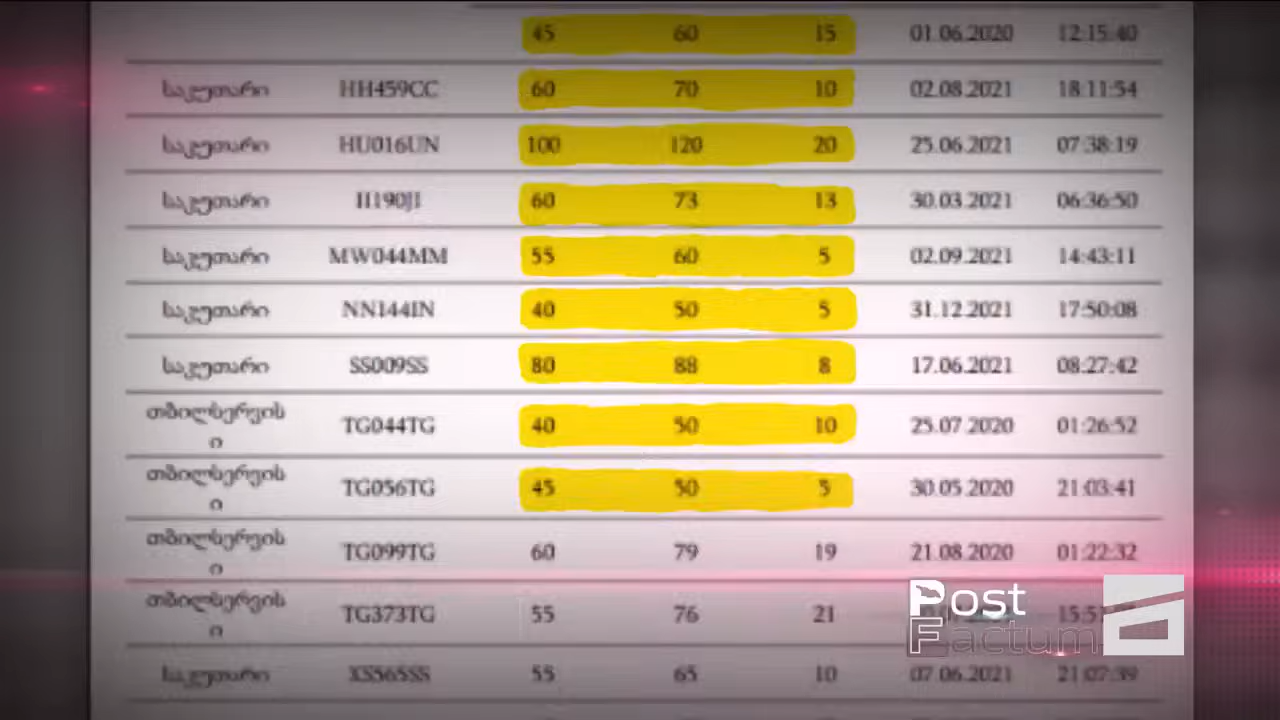 45 60 15 01.06.2020 12:15:40
საკუთარი HH459CC 60 70 10 02.08.2021 18:11:54
საკუთარი HU016UN 100 120 20 25.06.2021 07:38:19
საკუთარი II190JI 60 73 13 30.03.2021 06:36:50
საკუთარი MW044MM 55 60 5 02.09.2021 14:43:11
საკუთარი NN144IN 40 50 5 31.12.2021 17:50:08
საკუთარი SS009SS 80 88 8 17.06.2021 08:27:42
თბილსერვის
ი TG044TG 40 50 10 25.07.2020 01:26:52
თბილსერვის
ი TG056TG 45 50 5 30.05.2020 21:03:41
თბილსერვის
ი TG099TG 60 79 19 21.08.2020 01:22:32
თბილსერვის
ი TG373TG 55 76 21
Post
Factum
საკუთარი XS565SS 55 65 10 07.06.2021 21:07:39